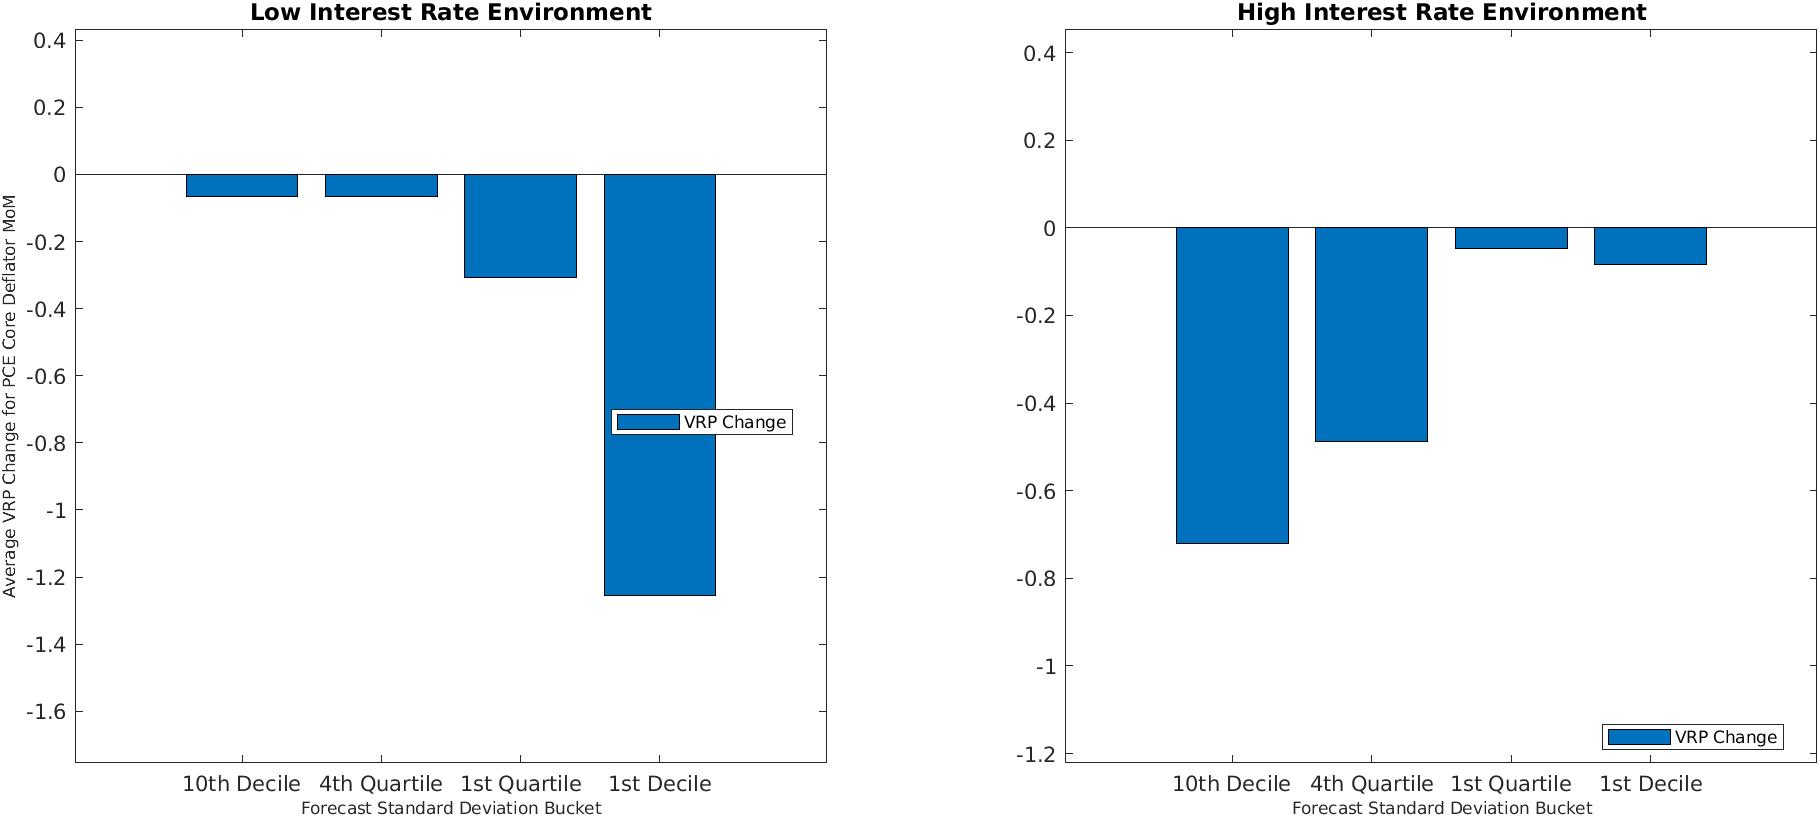 Low Interest Rate Environment
0.4
0.2
0
-0.2
-0.4
-0.6
-0.8
-1
-1.2
-1.4
-1.6
Average VRP Change for PCE Core Deflator MoM
VRP Change
10th Decile 4th Quartile 1st Quartile 1st Decile
Forecast Standard Deviation Bucket
High Interest Rate Environment
0.4
0.2
0
-0.2
-0.4
-0.6
-0.8
-1
-1.2
VRP Change
10th Decile 4th Quartile 1st Quartile 1st Decile
Forecast Standard Deviation Bucket